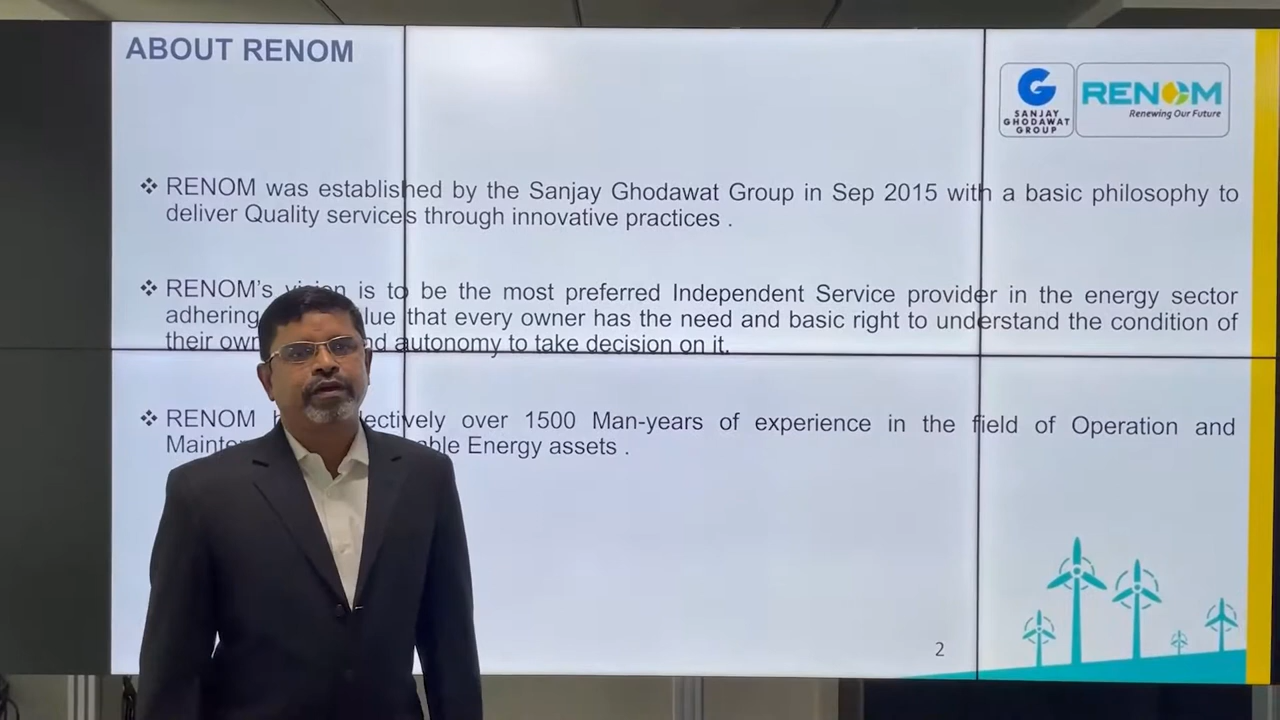 ABOUT RENOM
SANJAY
GHODAWAT
GROUP
RENOM
Renewing Our Future
❖ RENOM was established by the Sanjay Ghodawat Group in Sep 2015 with a basic philosophy to
deliver Quality services through innovative practices .
❖ RENOM's vision is to be the most preferred Independent Service provider in the energy sector
adhering that every owner has the need and basic right to understand the condition of
their autonomy to take decision on it.
❖ RENOM over 1500 Man-years of experience in the field of Operation and
Energy assets .
2